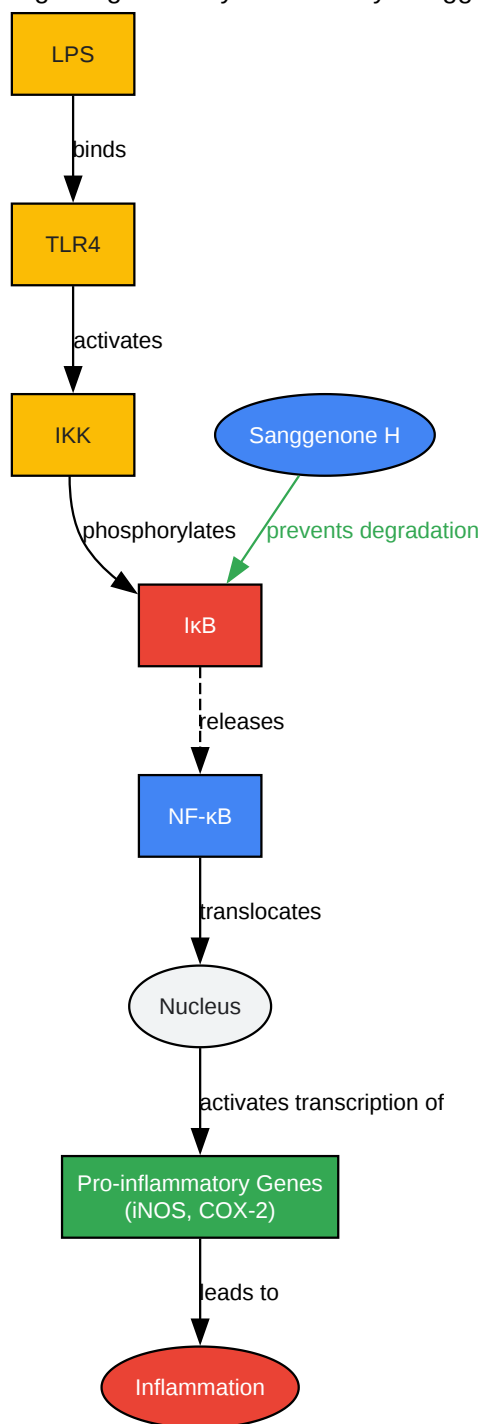 LPS
binds
TLR4
activates
IKK
Sanggenone H
phosphorylates
prevents degradation
IκB
releases
NF-κB
translocates
Nucleus
activates transcription of
Pro-inflammatory Genes
(iNOS, COX-2)
leads to
Inflammation